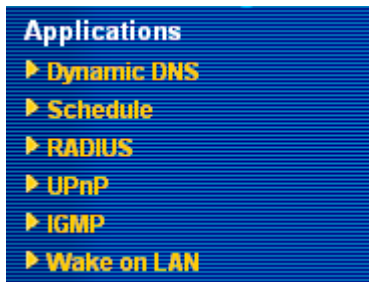 Applications
Dynamic DNS
Schedule
RADIUS
UPnP
IGMP
Wake on LAN